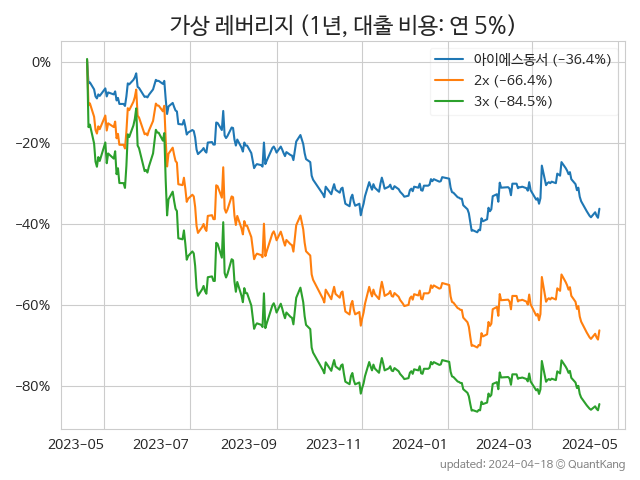 가상 레버리지 (1년, 대출 비용: 연 5%)
아이에스동서 (−36.4%)
2x (−66.4%)
3x (−84.5%)
0%
−20%
−40%
−60%
−80%
2023−05 2023−07 2023−09 2023−11 2024−01 2024−03 2024−05
updated: 2024-04-18 © QuantKang